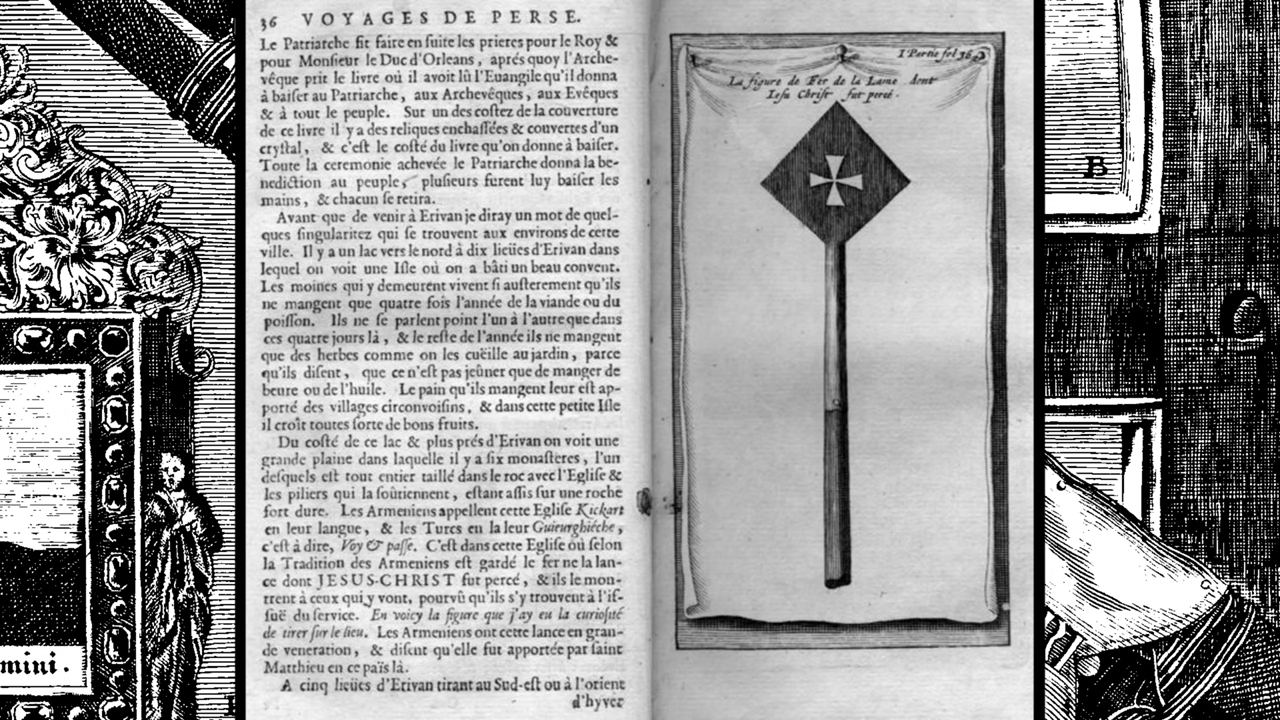 36 VOYAGES DE PERSE.
Le Patriarche fit faire en ſuite les prieres pour le Roy &
pour Monſieur le Duc d'Orleans, aprés quoy l'Arche-
vêque prit le livre où il avoit lû l'Euangile qu'il donna
à baiſer au Patriarche, aux Archevêques, aux Evêques
& à tout le peuple. Sur un des coſtez de la couverture
de ce livre il y a des reliques enchaſſées & couvertes d'un
cryſtal, & c'eſt le coſté du livre qu'on donne à baiſer.
Toute la ceremonie achevée le Patriarche donna la be-
nediction au peuple, pluſieurs furent luy baiſer les
mains, & chacun ſe retira.
Avant que de venir à Erivan je diray un mot de quel-
ques ſingularitez qui ſe trouvent aux environs de cette
ville. Il y a un lac vers le nord à dix lieües d'Erivan dans
lequel on voit une Iſle où on a bâti un beau convent.
Les moines qui y demeurent vivent ſi auſterement qu'ils
ne mangent que quatre fois l'année de la viande ou du
poiſſon. Ils ne ſe parlent point l'un à l'autre que dans
ces quatre jours là, & le reſte de l'année ils ne mangent
que des herbes comme on les cuëille au jardin, parce
qu'ils diſent, que ce n'eſt pas jeûner que de manger de
beure ou de l'huile. Le pain qu'ils mangent leur eſt ap-
porté des villages circonvoiſins, & dans cette petite Iſle
il croît toutes ſorte de bons fruits.
Du coſté de ce lac & plus prés d'Erivan on voit une
grande plaine dans laquelle il y a ſix monaſtères, l'un
deſquels eſt tout entier taillé dans le roc avec l'Egliſe &
les piliers qui la ſoûtiennent, eſtant aſſis ſur une roche
fort dure. Les Armeniens appellent cette Egliſe Kickart
en leur langue, & les Turcs en la leur Guieurghiéche,
c'eſt à dire, Voy & paſſe. C'eſt dans cette Egliſe où ſelon
la Tradition des Armeniens eſt gardé le fer ne la lan-
ce dont JESUS-CHRIST fut percé, & ils le mon-
trent à ceux qui y vont, pourvû qu'ils s'y trouvent à l'iſ-
ſuë du ſervice. En voicy la figure que j'ay eu la curioſité
de tirer ſur le lieu. Les Armeniens ont cette lance en gran-
de veneration, & diſent qu'elle fut apportée par ſaint
Matthieu en ce païs là.
A cinq lieües d'Erivan tirant au Sud-eſt ou à l'orient
d'hyver
I Partie fol 36
La figure de Fer de la Lame dont
Ieſu Chriſt fut percé.
B
mini.